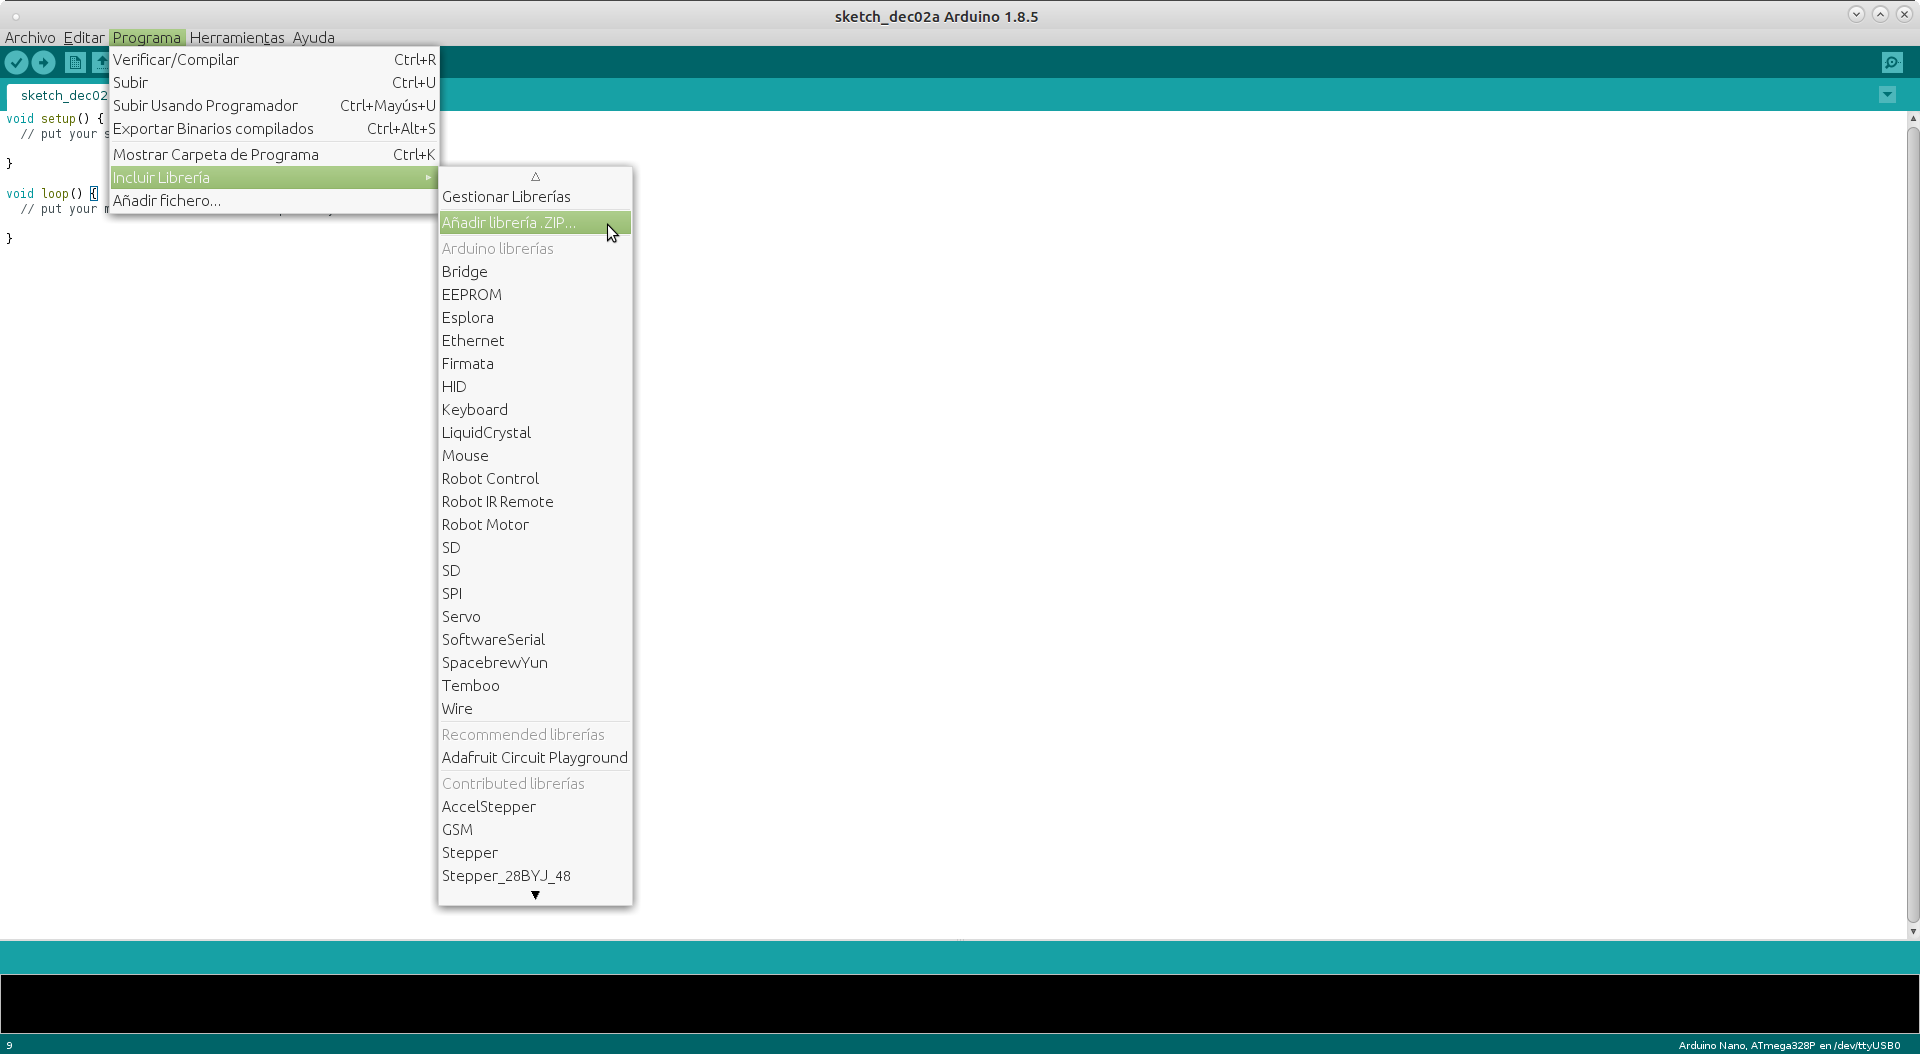 sketch_dec02a Arduino 1.8.5
Archivo Editar Programa Herramientas Ayuda
Verificar/Compilar Ctrl+R
Subir Ctrl+U
Subir Usando Programador Ctrl+Mayús+U
Exportar Binarios compilados Ctrl+Alt+S
Mostrar Carpeta de Programa Ctrl+K
Incluir Librería
Añadir fichero...
sketch_dec02
void setup() {
// put your s
}
void loop() {
// put your m
}
Gestionar Librerías
Añadir librería .ZIP...
Arduino librerías
Bridge
EEPROM
Esplora
Ethernet
Firmata
HID
Keyboard
LiquidCrystal
Mouse
Robot Control
Robot IR Remote
Robot Motor
SD
SD
SPI
Servo
SoftwareSerial
SpacebrewYun
Temboo
Wire
Recommended librerías
Adafruit Circuit Playground
Contributed librerías
AccelStepper
GSM
Stepper
Stepper_28BYJ_48
9
Arduino Nano, ATmega328P en /dev/ttyUSB0